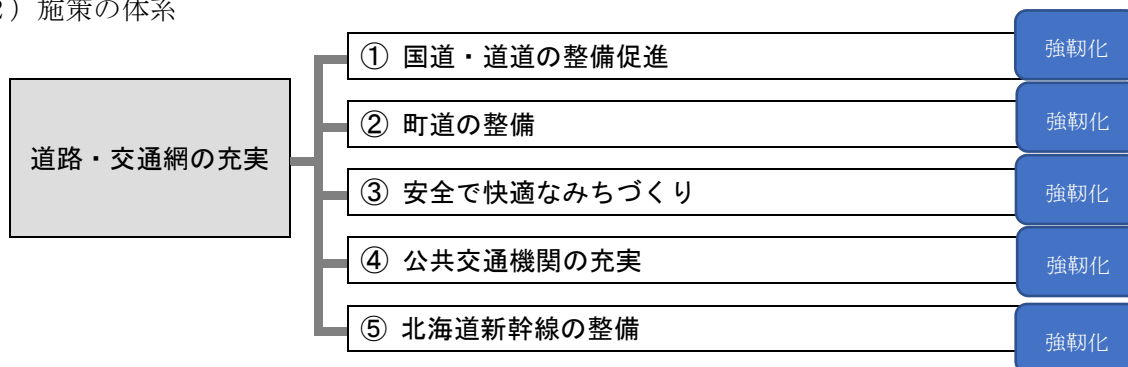 ２）施策の体系
① 国道・道道の整備促進
強靭化
② 町道の整備
強靭化
道路・交通網の充実
③ 安全で快適なみちづくり
強靭化
④ 公共交通機関の充実
強靭化
⑤ 北海道新幹線の整備
強靭化